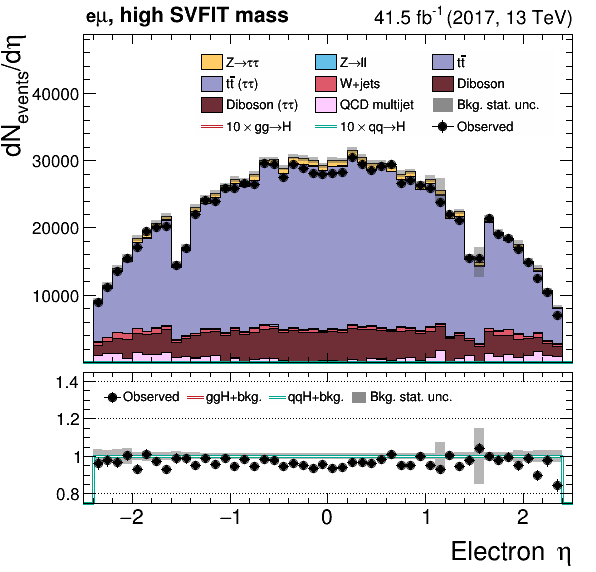 eμ, high SVFIT mass 41.5 fb⁻¹ (2017, 13 TeV)
dN_events/dη
Z→ττ Z→ll tt̄
tt̄ (ττ) W+jets Diboson
Diboson (ττ) QCD multijet Bkg. stat. unc.
10 × gg→H 10 × qq→H Observed
40000
30000
20000
10000
Observed ggH+bkg. qqH+bkg. Bkg. stat. unc.
1.4
1.2
1
0.8
−2 −1 0 1 2
Electron η